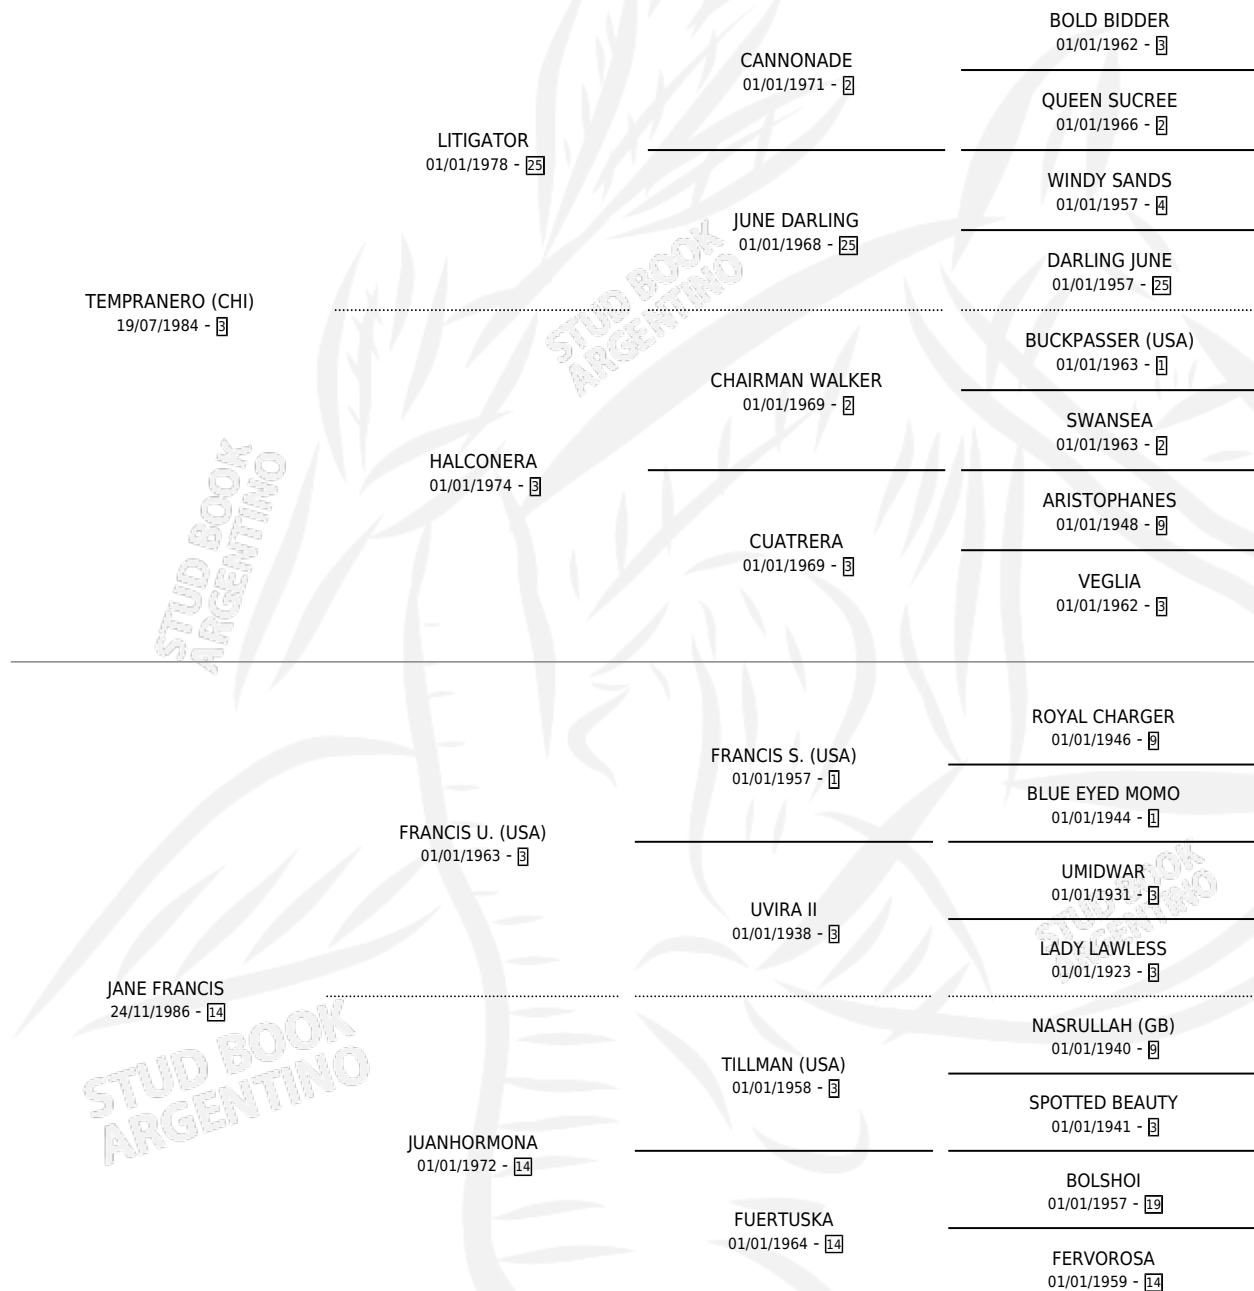 BOLD BIDDER
01/01/1962 - 3
CANNONADE
01/01/1971 - 2
QUEEN SUCREE
01/01/1966 - 2
LITIGATOR
01/01/1978 - 25
WINDY SANDS
01/01/1957 - 4
JUNE DARLING
01/01/1968 - 25
DARLING JUNE
01/01/1957 - 25
TEMPRANERO (CHI)
19/07/1984 - 3
STUD BOOK
ARGENTINO
BUCKPASSER (USA)
01/01/1963 - 1
CHAIRMAN WALKER
01/01/1969 - 2
SWANSEA
01/01/1963 - 2
HALCONERA
01/01/1974 - 3
ARISTOPHANES
01/01/1948 - 9
CUATRERA
01/01/1969 - 3
VEGLIA
01/01/1962 - 3
STUD BOOK
ARGENTINO
ROYAL CHARGER
01/01/1946 - 9
FRANCIS S. (USA)
01/01/1957 - 1
BLUE EYED MOMO
01/01/1944 - 1
FRANCIS U. (USA)
01/01/1963 - 3
UMIDWAR
01/01/1931 - 3
UVIRA II
01/01/1938 - 3
STUD BOOK
ARGENTINO
LADY LAWLESS
01/01/1923 - 3
JANE FRANCIS
24/11/1986 - 14
NASRULLAH (GB)
01/01/1940 - 9
TILLMAN (USA)
01/01/1958 - 3
SPOTTED BEAUTY
01/01/1941 - 3
STUD BOOK
ARGENTINO
JUANHORMONA
01/01/1972 - 14
BOLSHOI
01/01/1957 - 19
FUERTUSKA
01/01/1964 - 14
FERVOROSA
01/01/1959 - 14